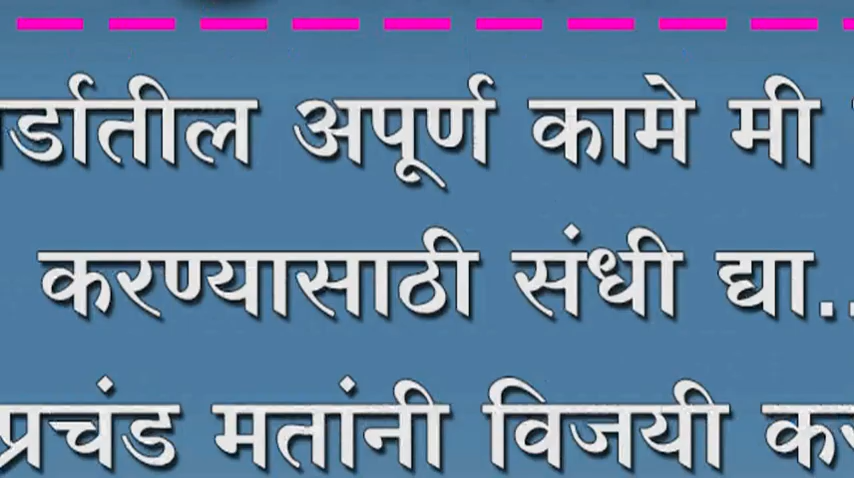 अपूर्ण कामे मी
करण्यासाठी संधी द्या..
प्रचंड मतांनी विजयी